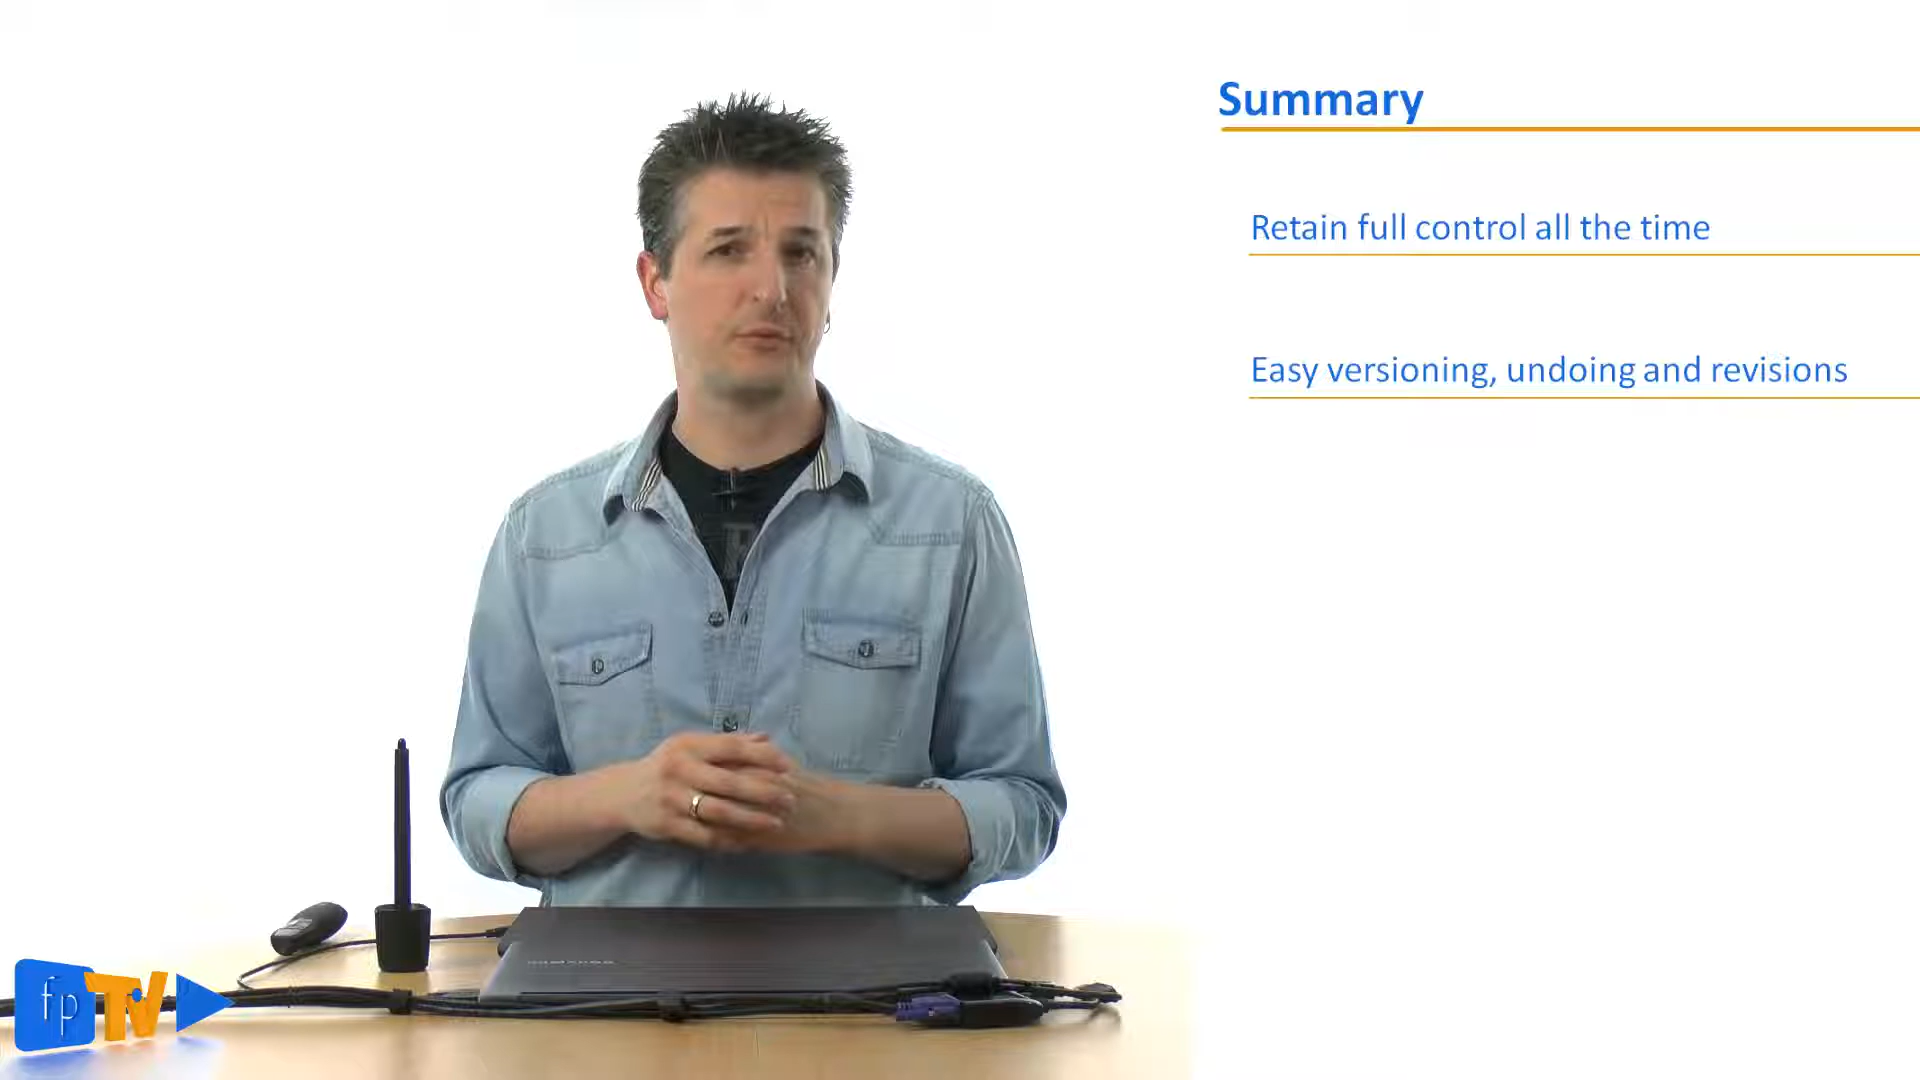 Summary
Retain full control all the time
Easy versioning, undoing and revisions
fp TV